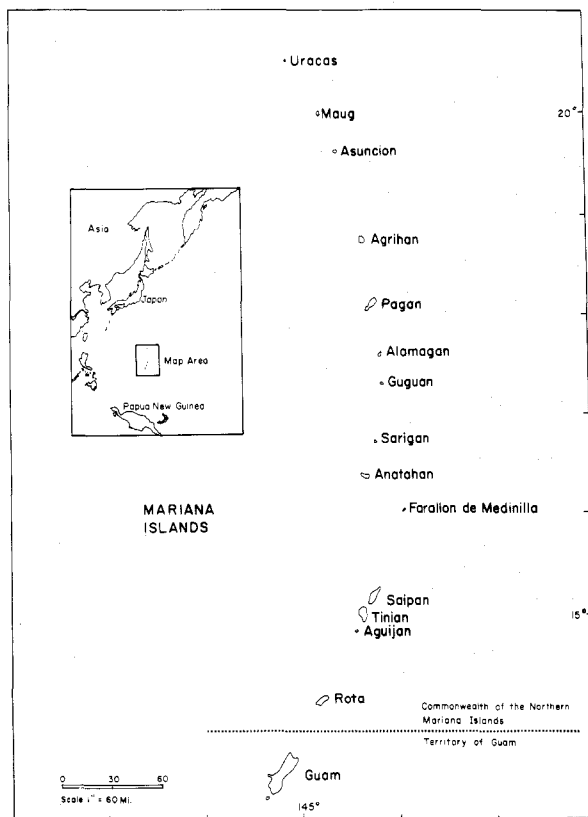 Uracas
Maug
20°
Asuncion
Asia
Agrihan
Japan
Pagan
Alamagan
Map Area
Guguan
Papua New Guinea
Sarigan
Anatahan
MARIANA
ISLANDS
Farallon de Medinilla
Saipan
Tinian
15°
Aguijan
Rota
Commonwealth of the Northern
Mariana Islands
Territory of Guam
Guam
0 30 60
Scale 1" = 60 Mi.
145°